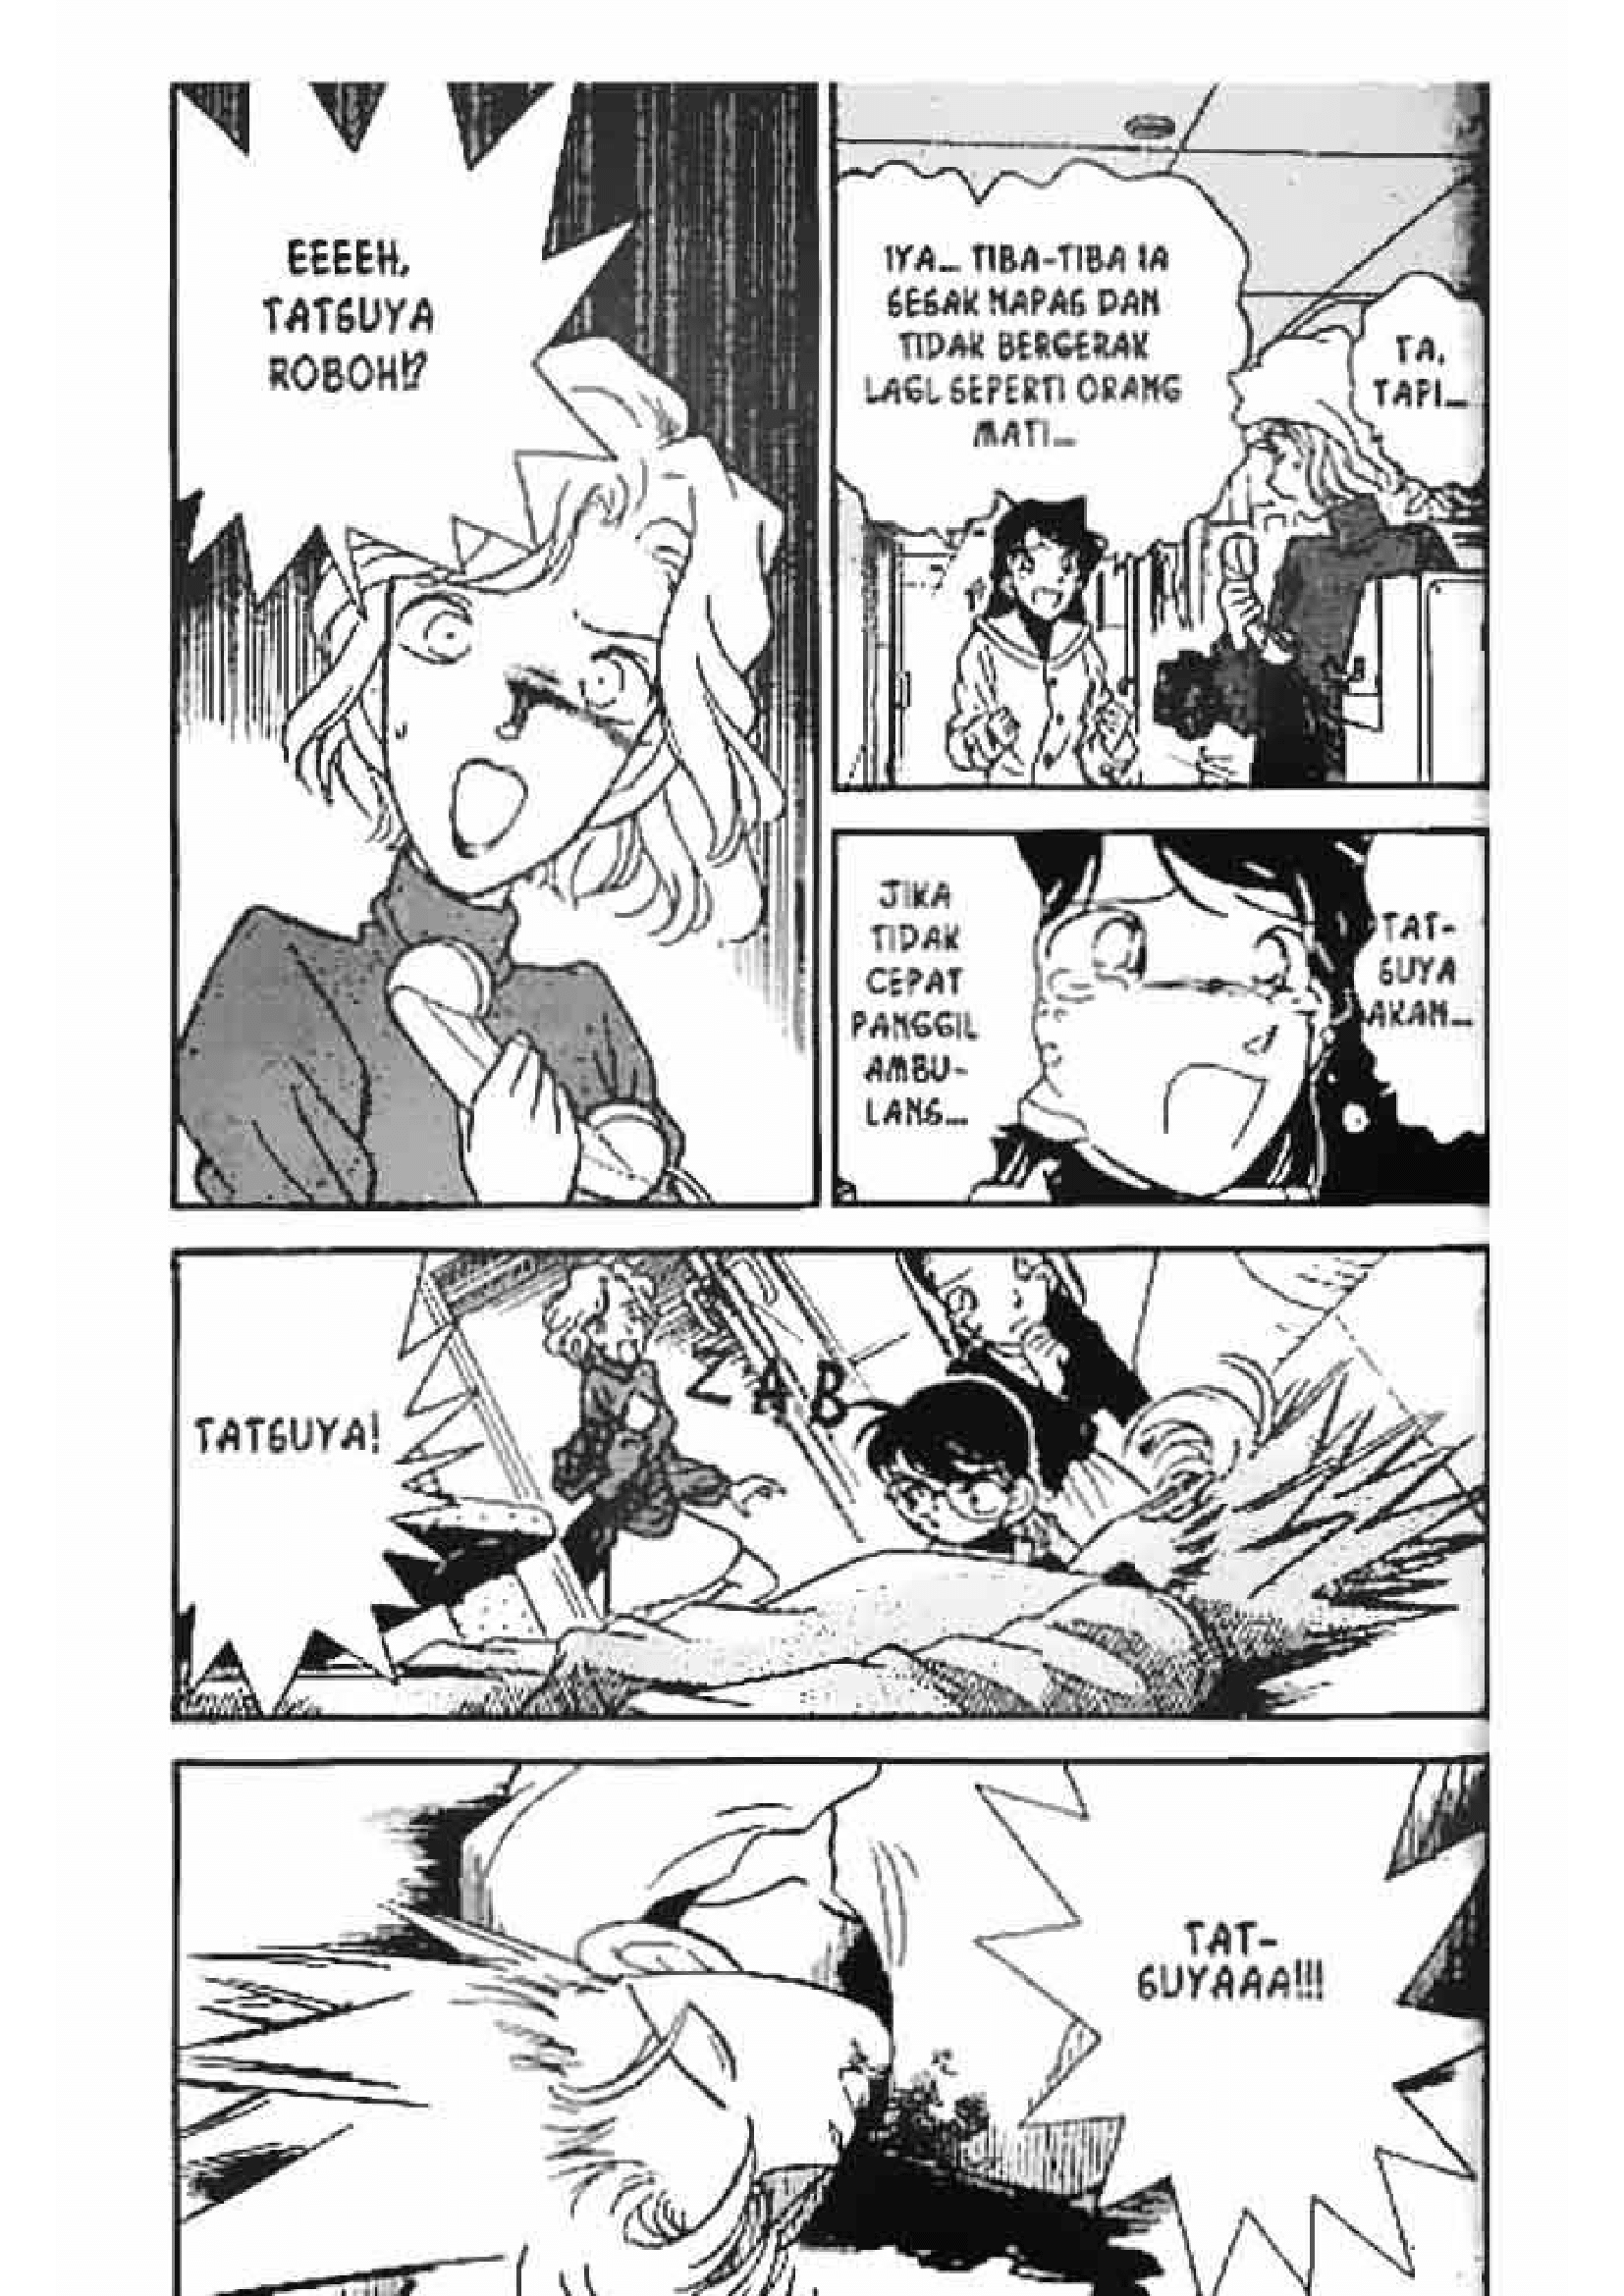 EEEEH,
TATSUYA
ROBOH!?
IYA... TIBA-TIBA IA
SESAK NAPAS DAN
TIDAK BERGERAK
LAGI SEPERTI ORANG
MATI...
TA,
TAPI...
JIKA
TIDAK
CEPAT
PANGGIL
AMBU-
LANS...
TAT-
SUYA
AKAN...
TATSUYA!
ZAB
TAT-
SUYAAA!!!